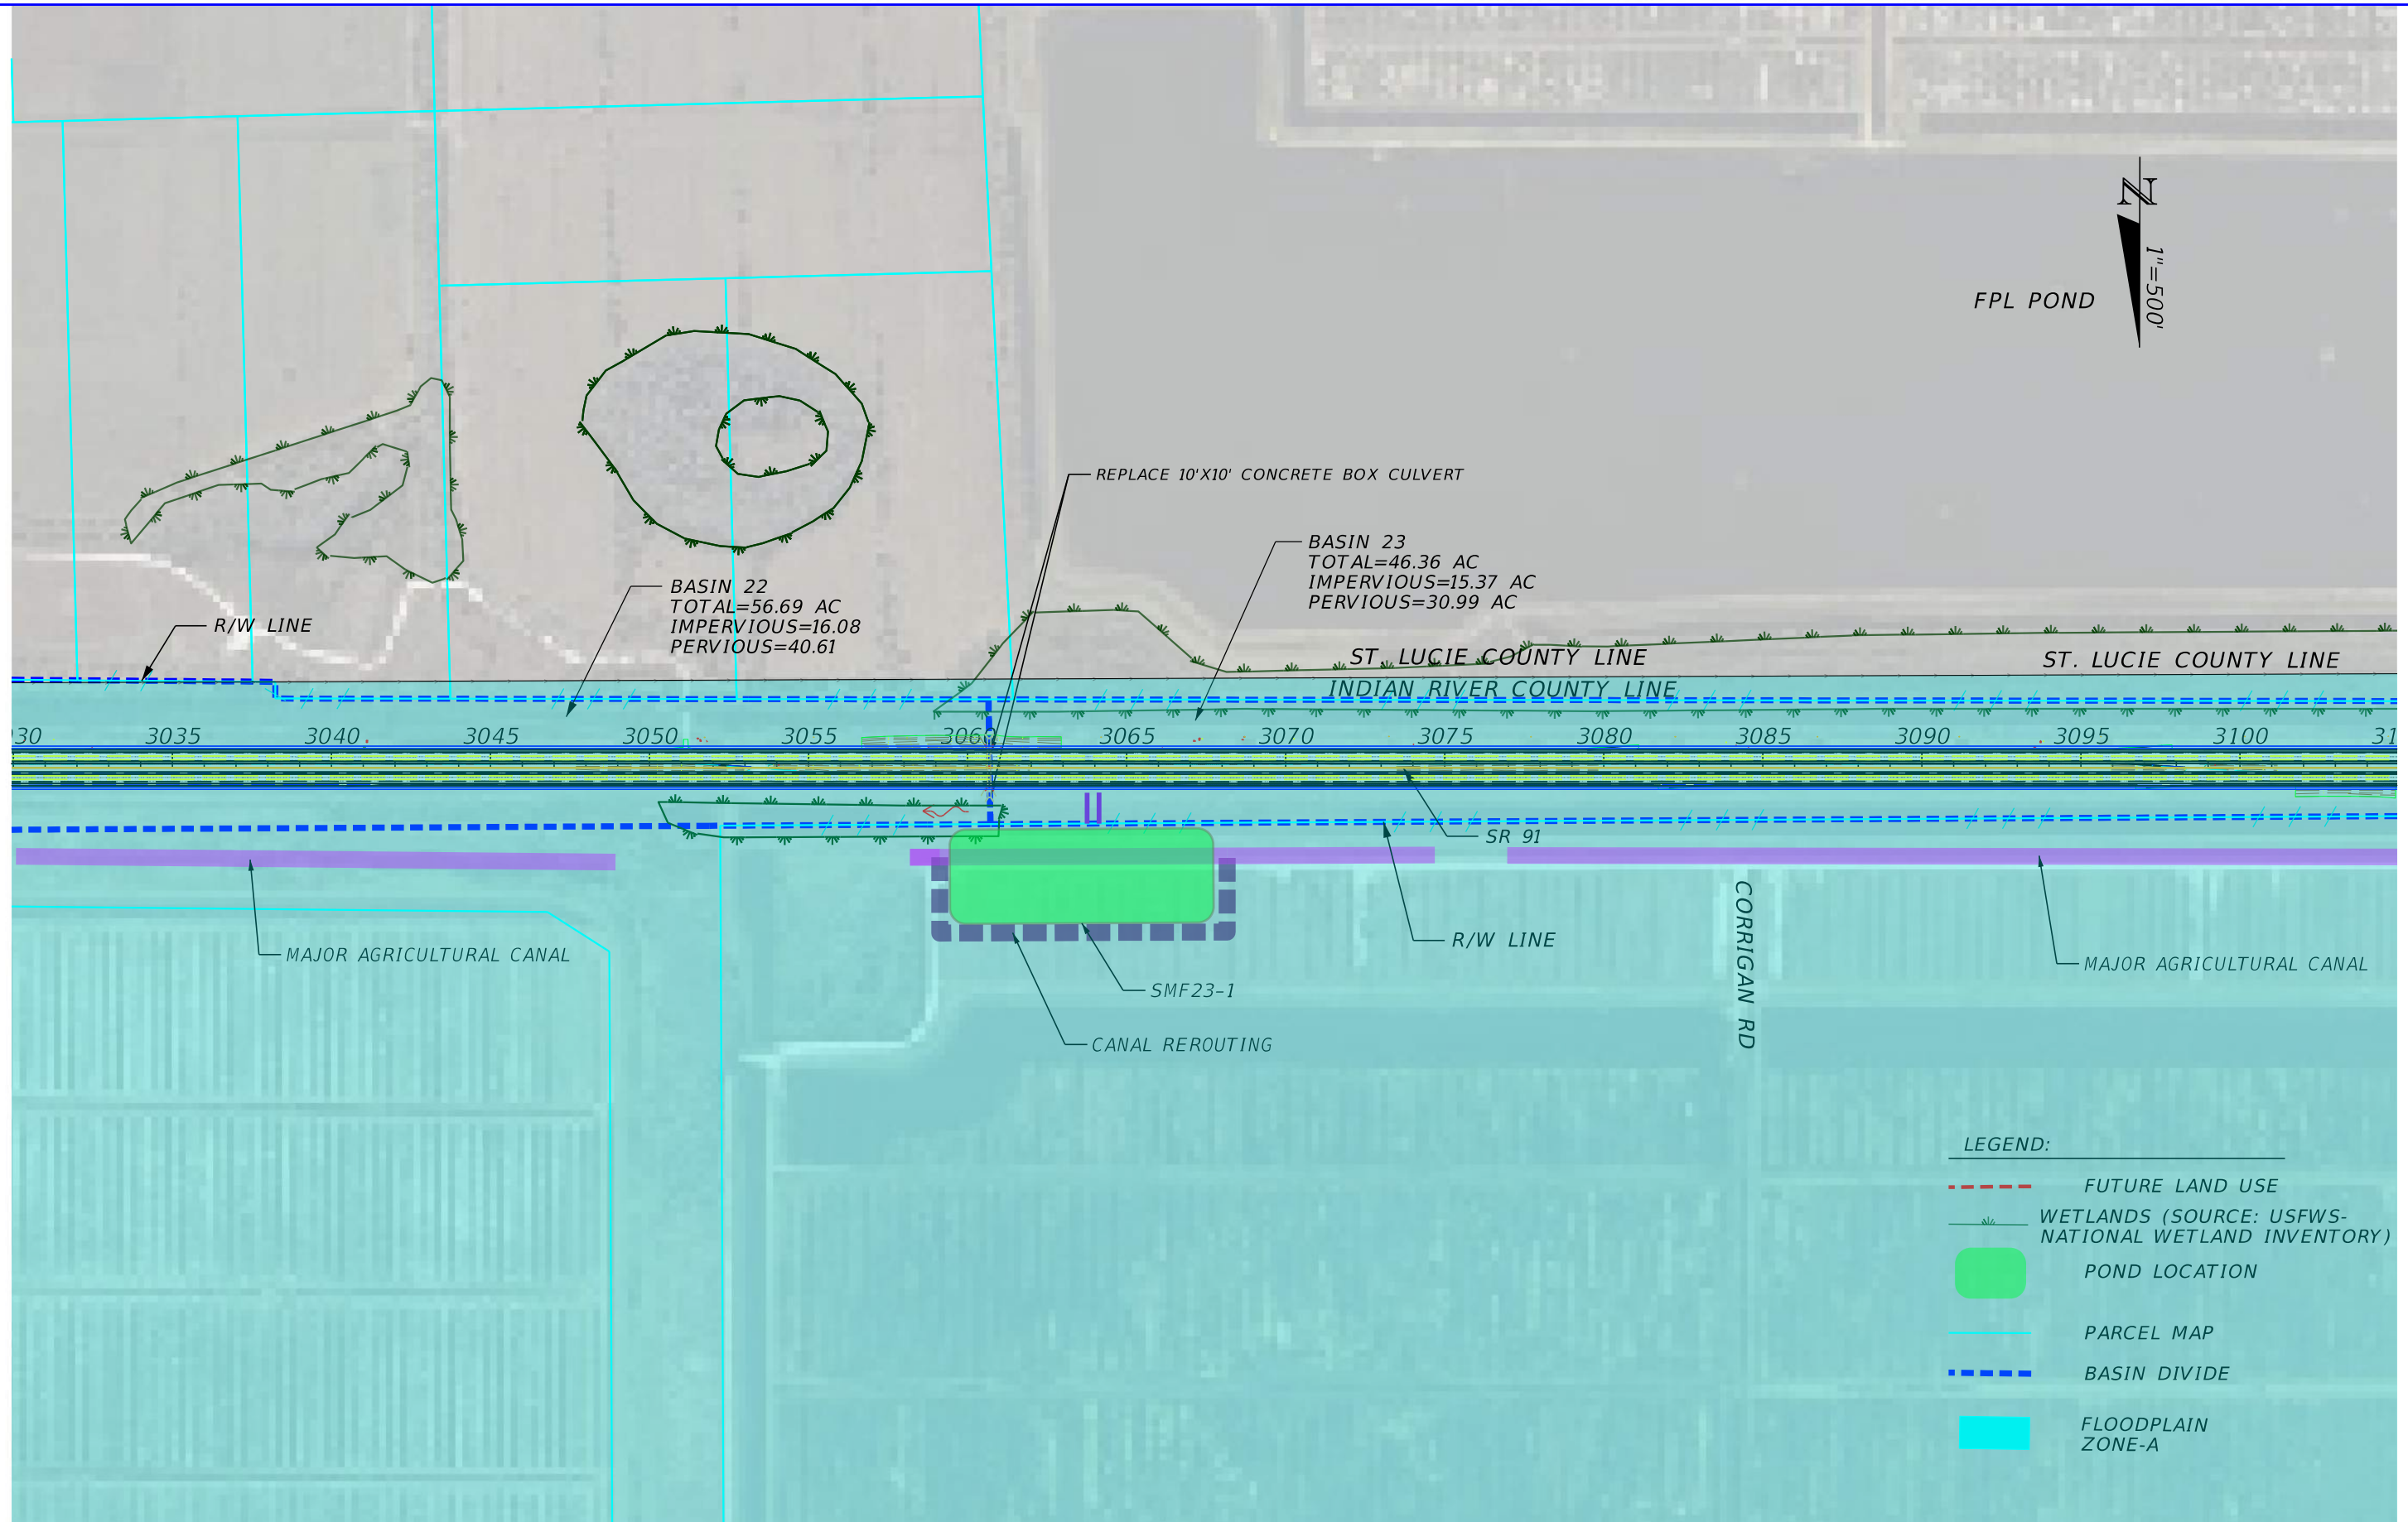 N
1"=500'
FPL POND
REPLACE 10'X10' CONCRETE BOX CULVERT
BASIN 23
TOTAL=46.36 AC
IMPERVIOUS=15.37 AC
PERVIOUS=30.99 AC
BASIN 22
TOTAL=56.69 AC
IMPERVIOUS=16.08
PERVIOUS=40.61
R/W LINE
ST. LUCIE COUNTY LINE
ST. LUCIE COUNTY LINE
INDIAN RIVER COUNTY LINE
30 3035 3040 3045 3050 3055 3060 3065 3070 3075 3080 3085 3090 3095 3100 31
SR 91
R/W LINE
CORRIGAN RD
MAJOR AGRICULTURAL CANAL
MAJOR AGRICULTURAL CANAL
SMF23-1
CANAL REROUTING
LEGEND:
FUTURE LAND USE
WETLANDS (SOURCE: USFWS-
NATIONAL WETLAND INVENTORY)
POND LOCATION
PARCEL MAP
BASIN DIVIDE
FLOODPLAIN
ZONE-A